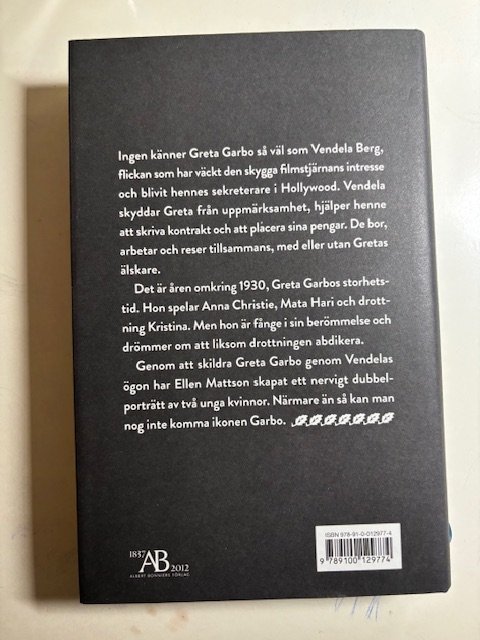 Ingen känner Greta Garbo så väl som Vendela Berg,
flickan som har väckt den skygga filmstjärnans intresse
och blivit hennes sekreterare i Hollywood. Vendela
skyddar Greta från uppmärksamhet, hjälper henne
att skriva kontrakt och att placera sina pengar. De bor,
arbetar och reser tillsammans, med eller utan Gretas
älskare.
Det är åren omkring 1930, Greta Garbos storhets-
tid. Hon spelar Anna Christie, Mata Hari och drott-
ning Kristina. Men hon är fånge i sin berömmelse och
drömmer om att liksom drottningen abdikera.
Genom att skildra Greta Garbo genom Vendelas
ögon har Ellen Mattson skapat ett nervigt dubbel-
porträtt av två unga kvinnor. Närmare än så kan man
nog inte komma ikonen Garbo.
ISBN 978-91-0-012977-4
9 789100 129774
1837 AB 2012
ALBERT BONNIERS FÖRLAG